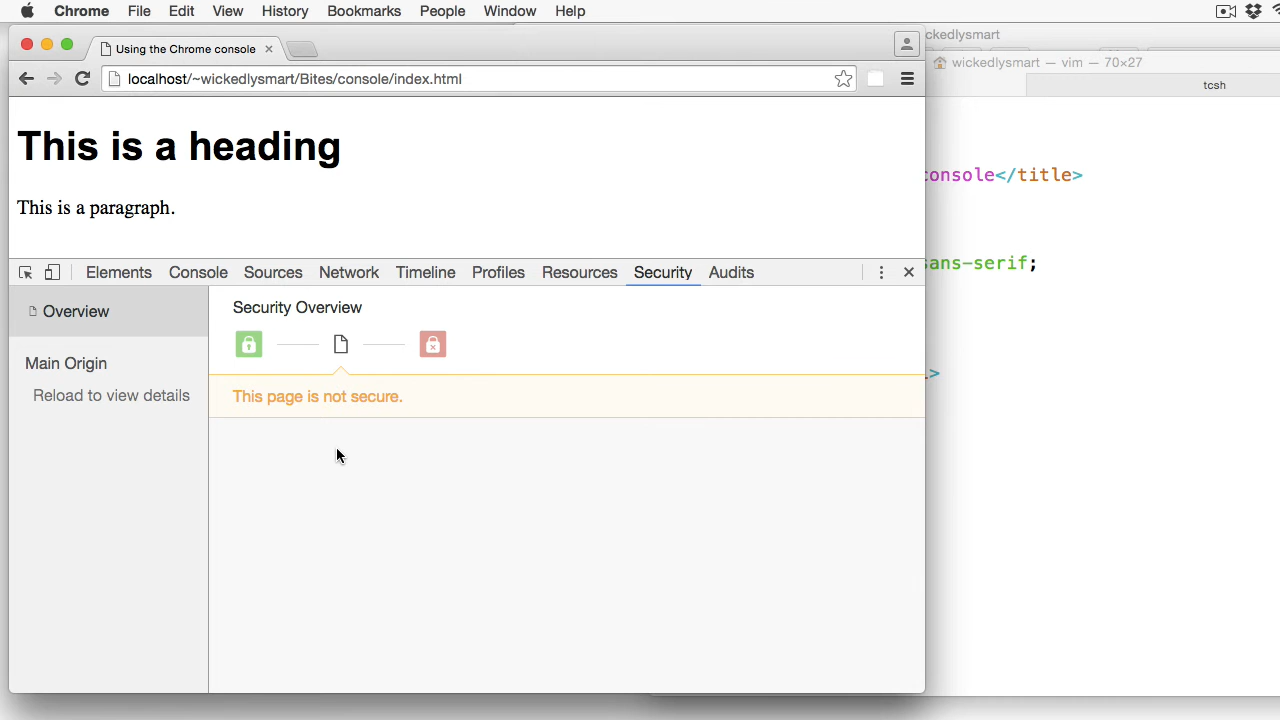 Chrome File Edit View History Bookmarks People Window Help
Using the Chrome console
ckedlysmart
localhost/~wickedlysmart/Bites/console/index.html
wickedlysmart — vim — 70×27
tcsh
This is a heading
console</title>
This is a paragraph.
sans-serif;
Elements Console Sources Network Timeline Profiles Resources Security Audits
Overview
Security Overview
Main Origin
Reload to view details
This page is not secure.
>